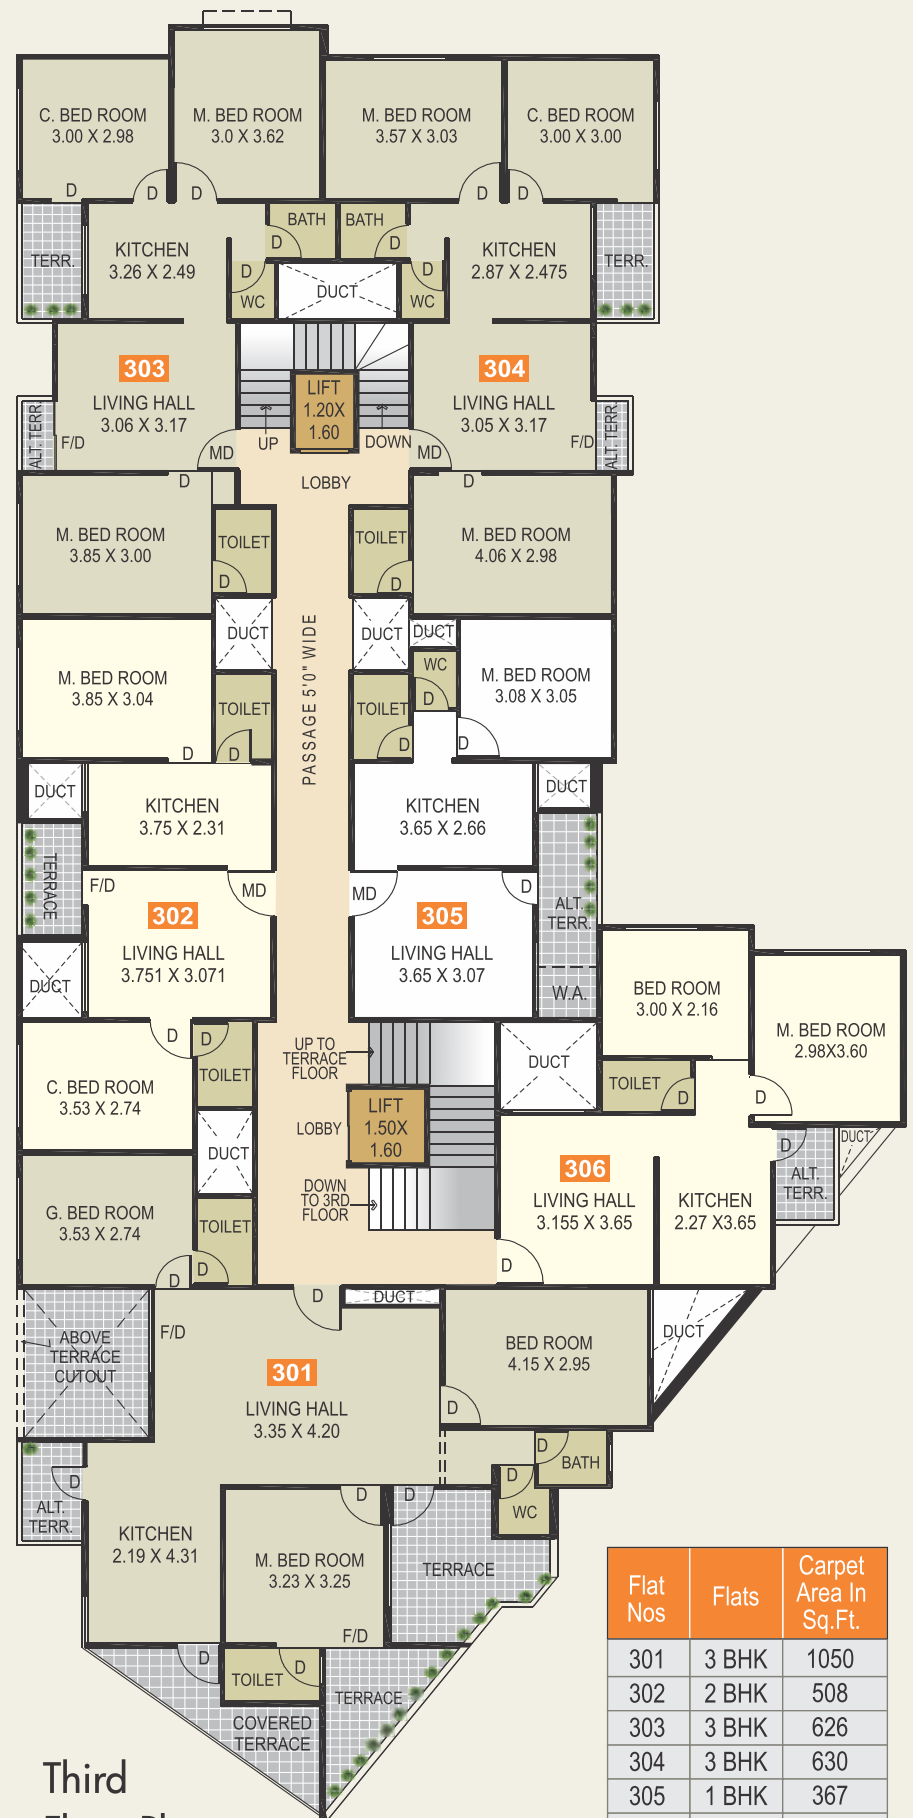 C. BED ROOM
3.00 X 2.98
M. BED ROOM
3.0 X 3.62
M. BED ROOM
3.57 X 3.03
C. BED ROOM
3.00 X 3.00
D
D
D
D
D
TERR.
KITCHEN
3.26 X 2.49
BATH
D
BATH
D
KITCHEN
2.87 X 2.475
TERR.
D
WC
DUCT
D
WC
303
LIVING HALL
3.06 X 3.17
LIFT
1.20X
1.60
304
LIVING HALL
3.05 X 3.17
ALT. TERR.
F/D
MD
UP
DOWN
MD
F/D
ALT. TERR.
LOBBY
D
D
M. BED ROOM
3.85 X 3.00
TOILET
D
TOILET
D
M. BED ROOM
4.06 X 2.98
DUCT
DUCT
DUCT
PASSAGE 5'0" WIDE
M. BED ROOM
3.85 X 3.04
WC
D
M. BED ROOM
3.08 X 3.05
TOILET
D
TOILET
D
D
D
DUCT
KITCHEN
3.75 X 2.31
KITCHEN
3.65 X 2.66
DUCT
TERRACE
F/D
MD
MD
D
302
LIVING HALL
3.751 X 3.071
305
LIVING HALL
3.65 X 3.07
ALT.
TERR.
DUCT
W.A.
BED ROOM
3.00 X 2.16
M. BED ROOM
2.98X3.60
D
D
TOILET
UP TO
TERRACE
FLOOR
DUCT
TOILET
D
D
C. BED ROOM
3.53 X 2.74
LOBBY
LIFT
1.50X
1.60
DUCT
D
DUCT
306
LIVING HALL
3.155 X 3.65
KITCHEN
2.27 X3.65
ALT.
TERR.
G. BED ROOM
3.53 X 2.74
TOILET
D
DOWN
TO 3RD
FLOOR
D
D
D
DUCT
ABOVE
TERRACE
CUTOUT
F/D
301
LIVING HALL
3.35 X 4.20
BED ROOM
4.15 X 2.95
DUCT
D
D
BATH
D
WC
D
ALT.
TERR.
D
D
KITCHEN
2.19 X 4.31
M. BED ROOM
3.23 X 3.25
TERRACE
F/D
D
TOILET
D
TERRACE
COVERED
TERRACE
Third
Flat
Nos
Flats
Carpet
Area In
Sq.Ft.
301 3 BHK 1050
302 2 BHK 508
303 3 BHK 626
304 3 BHK 630
305 1 BHK 367